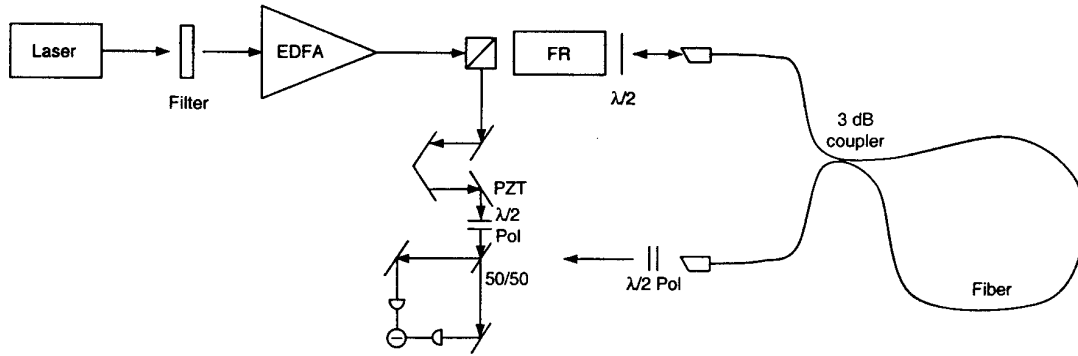 Laser
Filter
EDFA
FR
λ/2
3 dB
coupler
PZT
λ/2
Pol
50/50
λ/2 Pol
Fiber